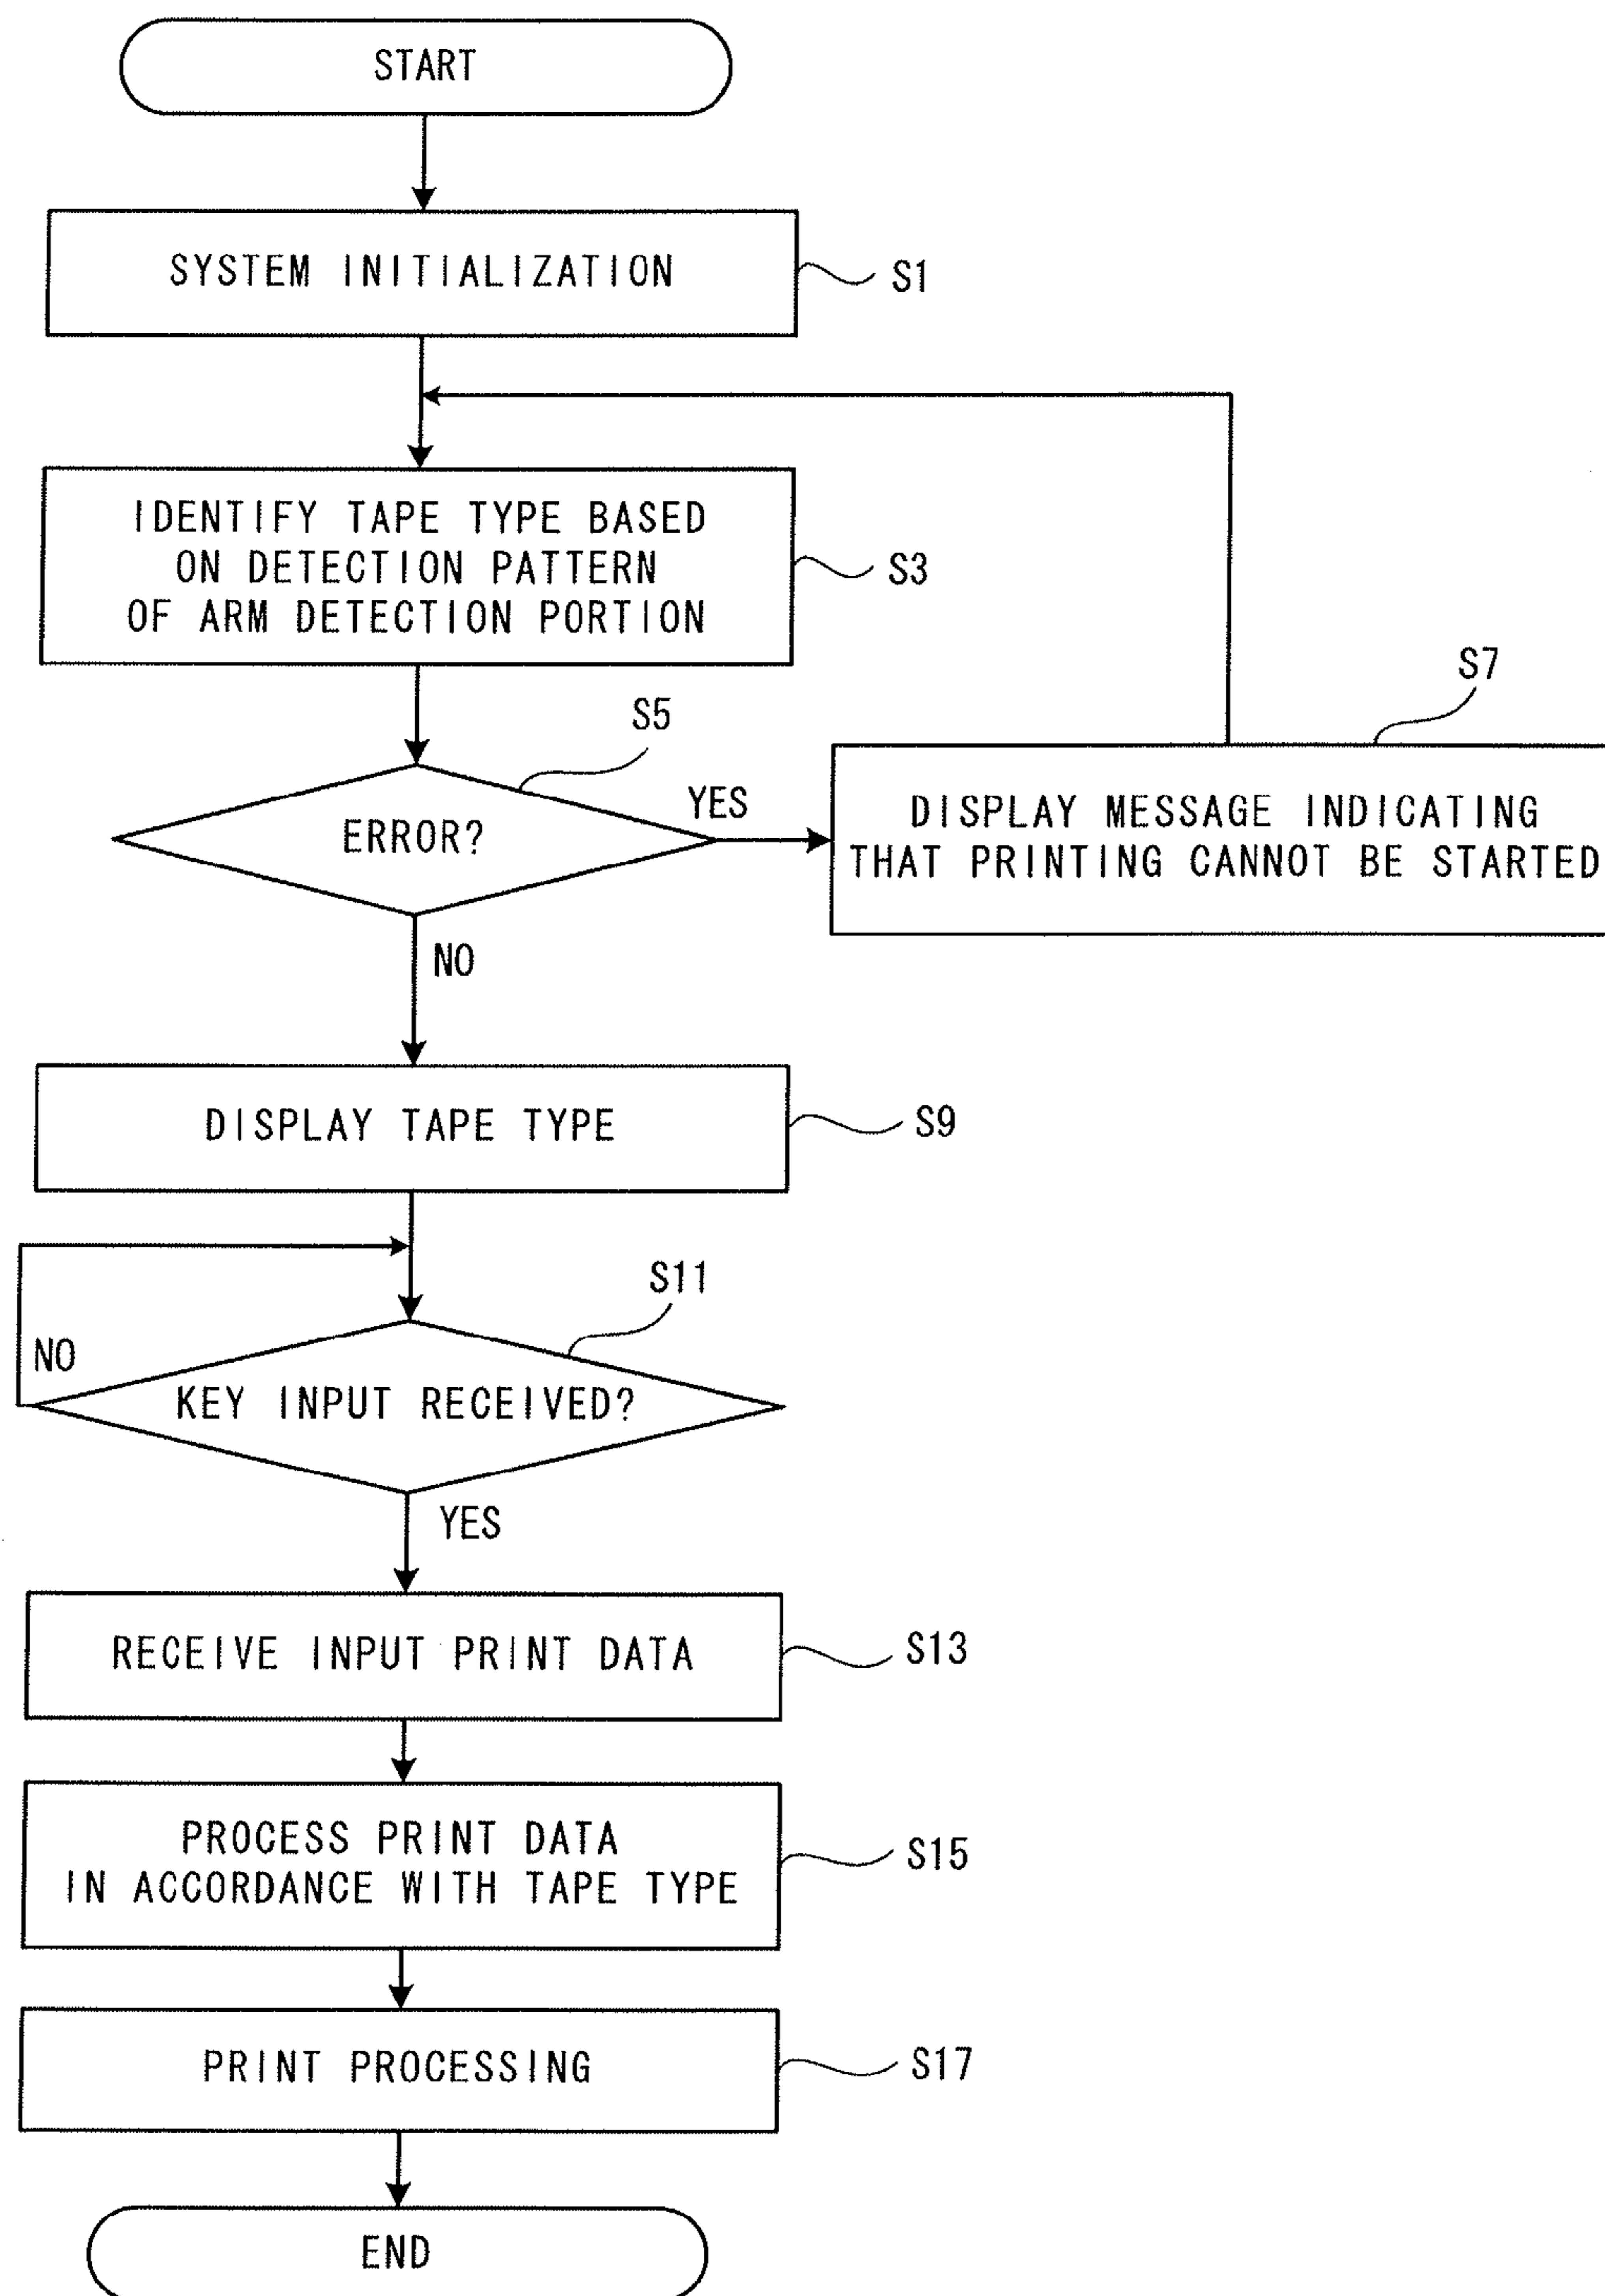 START
SYSTEM INITIALIZATION
S1
IDENTIFY TAPE TYPE BASED
ON DETECTION PATTERN
OF ARM DETECTION PORTION
S3
S5
S7
ERROR?
YES
DISPLAY MESSAGE INDICATING
THAT PRINTING CANNOT BE STARTED
NO
DISPLAY TAPE TYPE
S9
S11
NO
KEY INPUT RECEIVED?
YES
RECEIVE INPUT PRINT DATA
S13
PROCESS PRINT DATA
IN ACCORDANCE WITH TAPE TYPE
S15
PRINT PROCESSING
S17
END